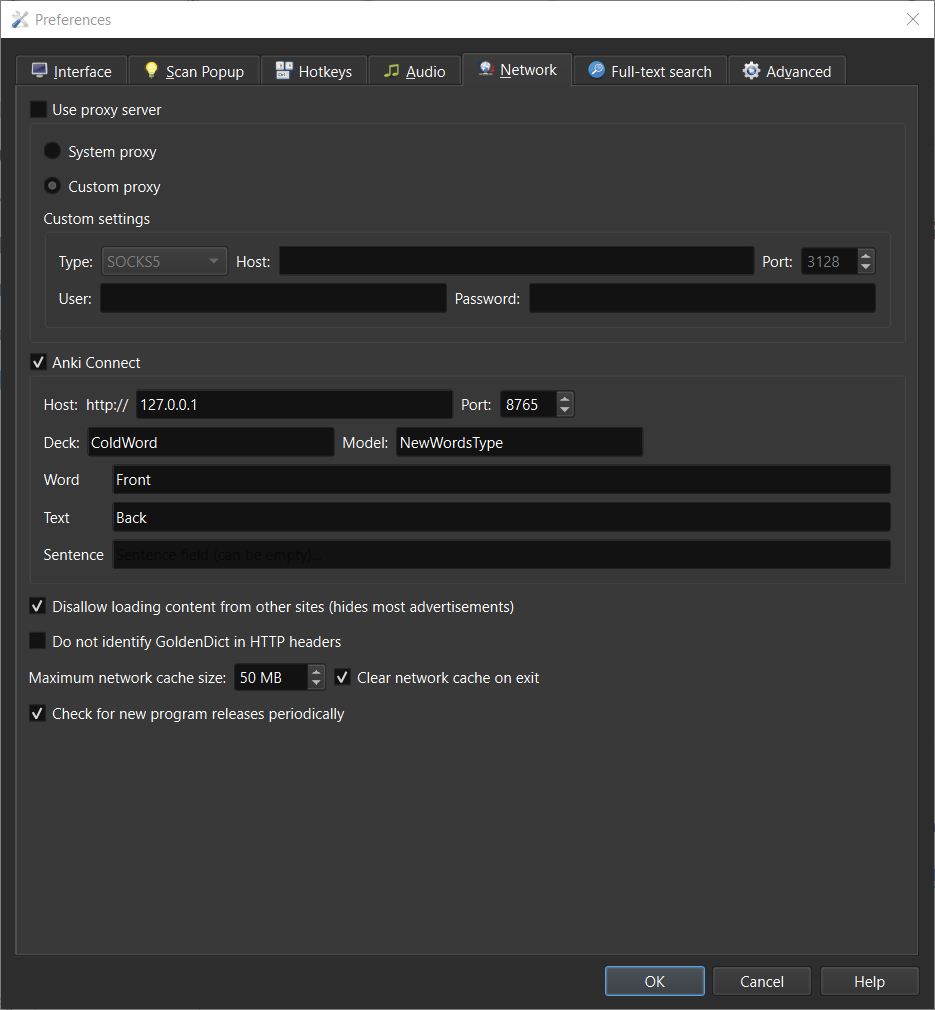 Preferences
Interface Scan Popup Hotkeys Audio Network Full-text search Advanced
Use proxy server
System proxy
Custom proxy
Custom settings
Type: SOCKS5 Host: Port: 3128
User: Password:
Anki Connect
Host: http:// 127.0.0.1 Port: 8765
Deck: ColdWord Model: NewWordsType
Word Front
Text Back
Sentence Sentence field (can be empty)...
Disallow loading content from other sites (hides most advertisements)
Do not identify GoldenDict in HTTP headers
Maximum network cache size: 50 MB Clear network cache on exit
Check for new program releases periodically
OK Cancel Help